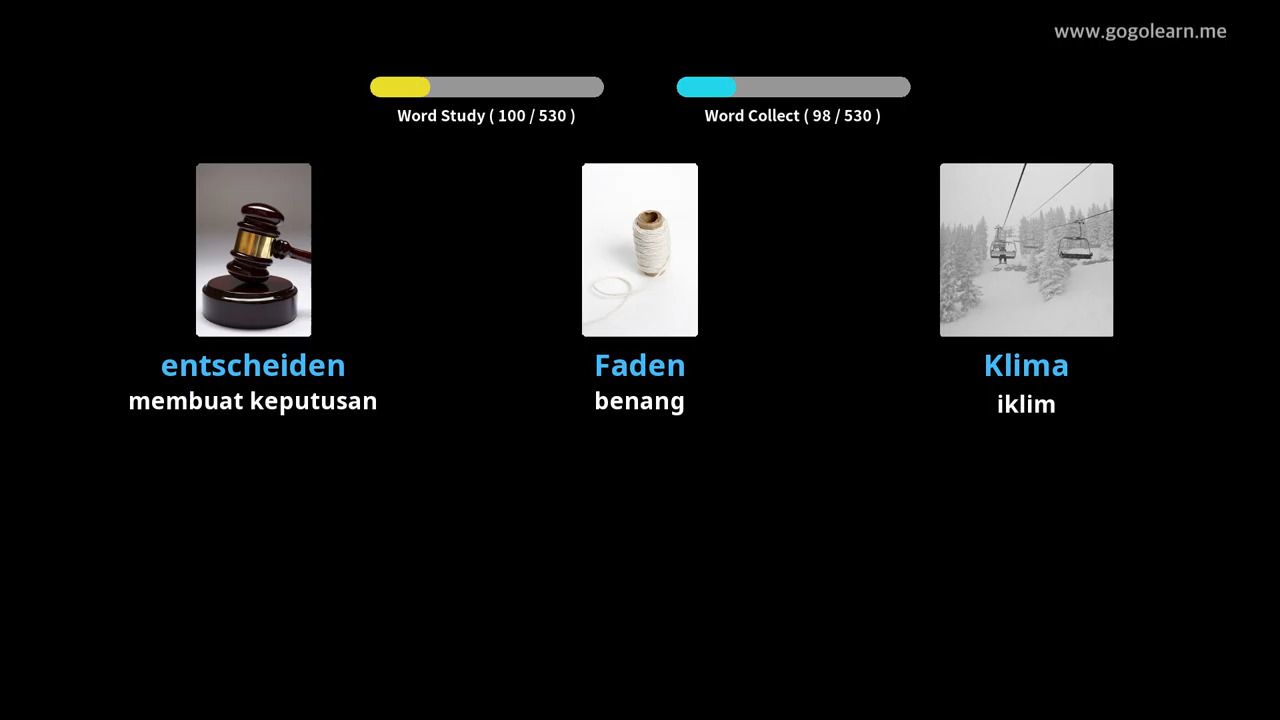 www.gogolearn.me
Word Study ( 100 / 530 )
Word Collect ( 98 / 530 )
entscheiden
membuat keputusan
Faden
benang
Klima
iklim